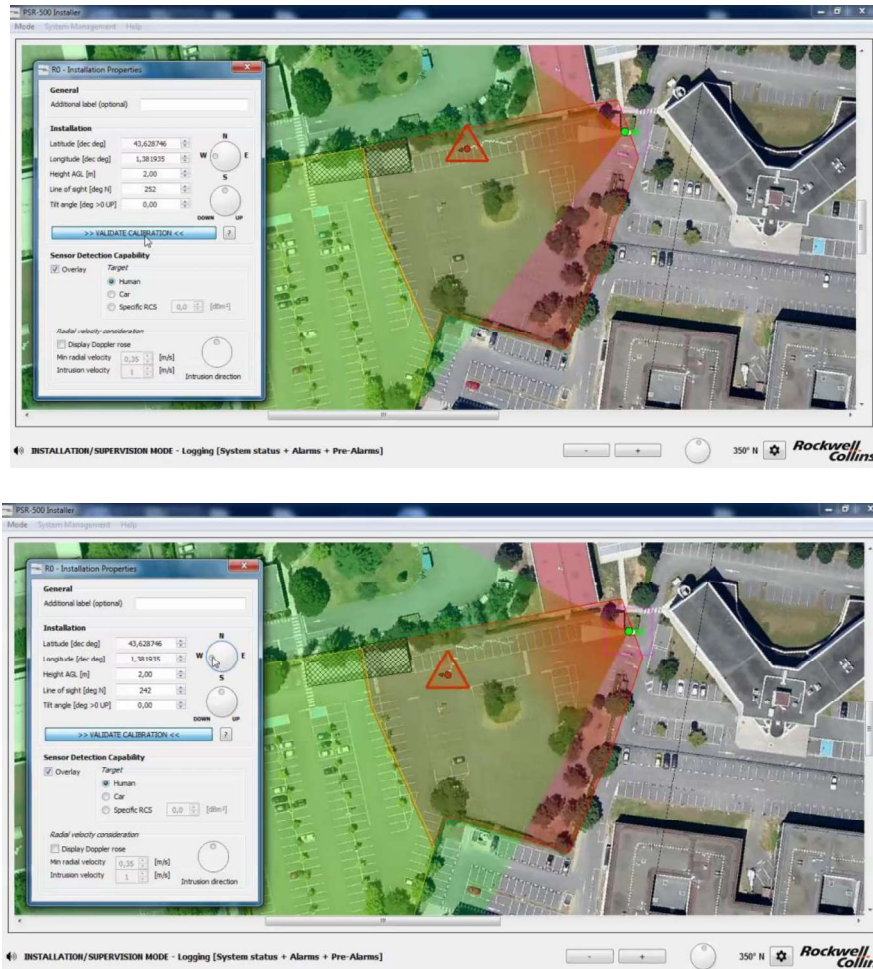 PSR-500 Installer
Mode System Management Help
R0 - Installation Properties
General
Additional label (optional)
Installation
Latitude [dec deg] 43,628746
Longitude [dec deg] 1,381935
Height AGL [m] 2,00
Line of sight [deg N] 252
Tilt angle [deg >0 UP] 0,00
N
W E
S
DOWN UP
>> VALIDATE CALIBRATION << ?
Sensor Detection Capability
Overlay Target
Human
Car
Specific RCS 0,0 [dBm²]
Radial velocity consideration
Display Doppler rose
Min radial velocity 0,35 [m/s]
Intrusion velocity 1 [m/s]
Intrusion direction
INSTALLATION/SUPERVISION MODE - Logging [System status + Alarms + Pre-Alarms] - + 350° N Rockwell Collins
PSR-500 Installer
Mode System Management Help
R0 - Installation Properties
General
Additional label (optional)
Installation
Latitude [dec deg] 43,628746
Longitude [dec deg] 1,381935
Height AGL [m] 2,00
Line of sight [deg N] 242
Tilt angle [deg >0 UP] 0,00
N
W E
S
DOWN UP
>> VALIDATE CALIBRATION << ?
Sensor Detection Capability
Overlay Target
Human
Car
Specific RCS 0,0 [dBm²]
Radial velocity consideration
Display Doppler rose
Min radial velocity 0,35 [m/s]
Intrusion velocity 1 [m/s]
Intrusion direction
INSTALLATION/SUPERVISION MODE - Logging [System status + Alarms + Pre-Alarms] - + 350° N Rockwell